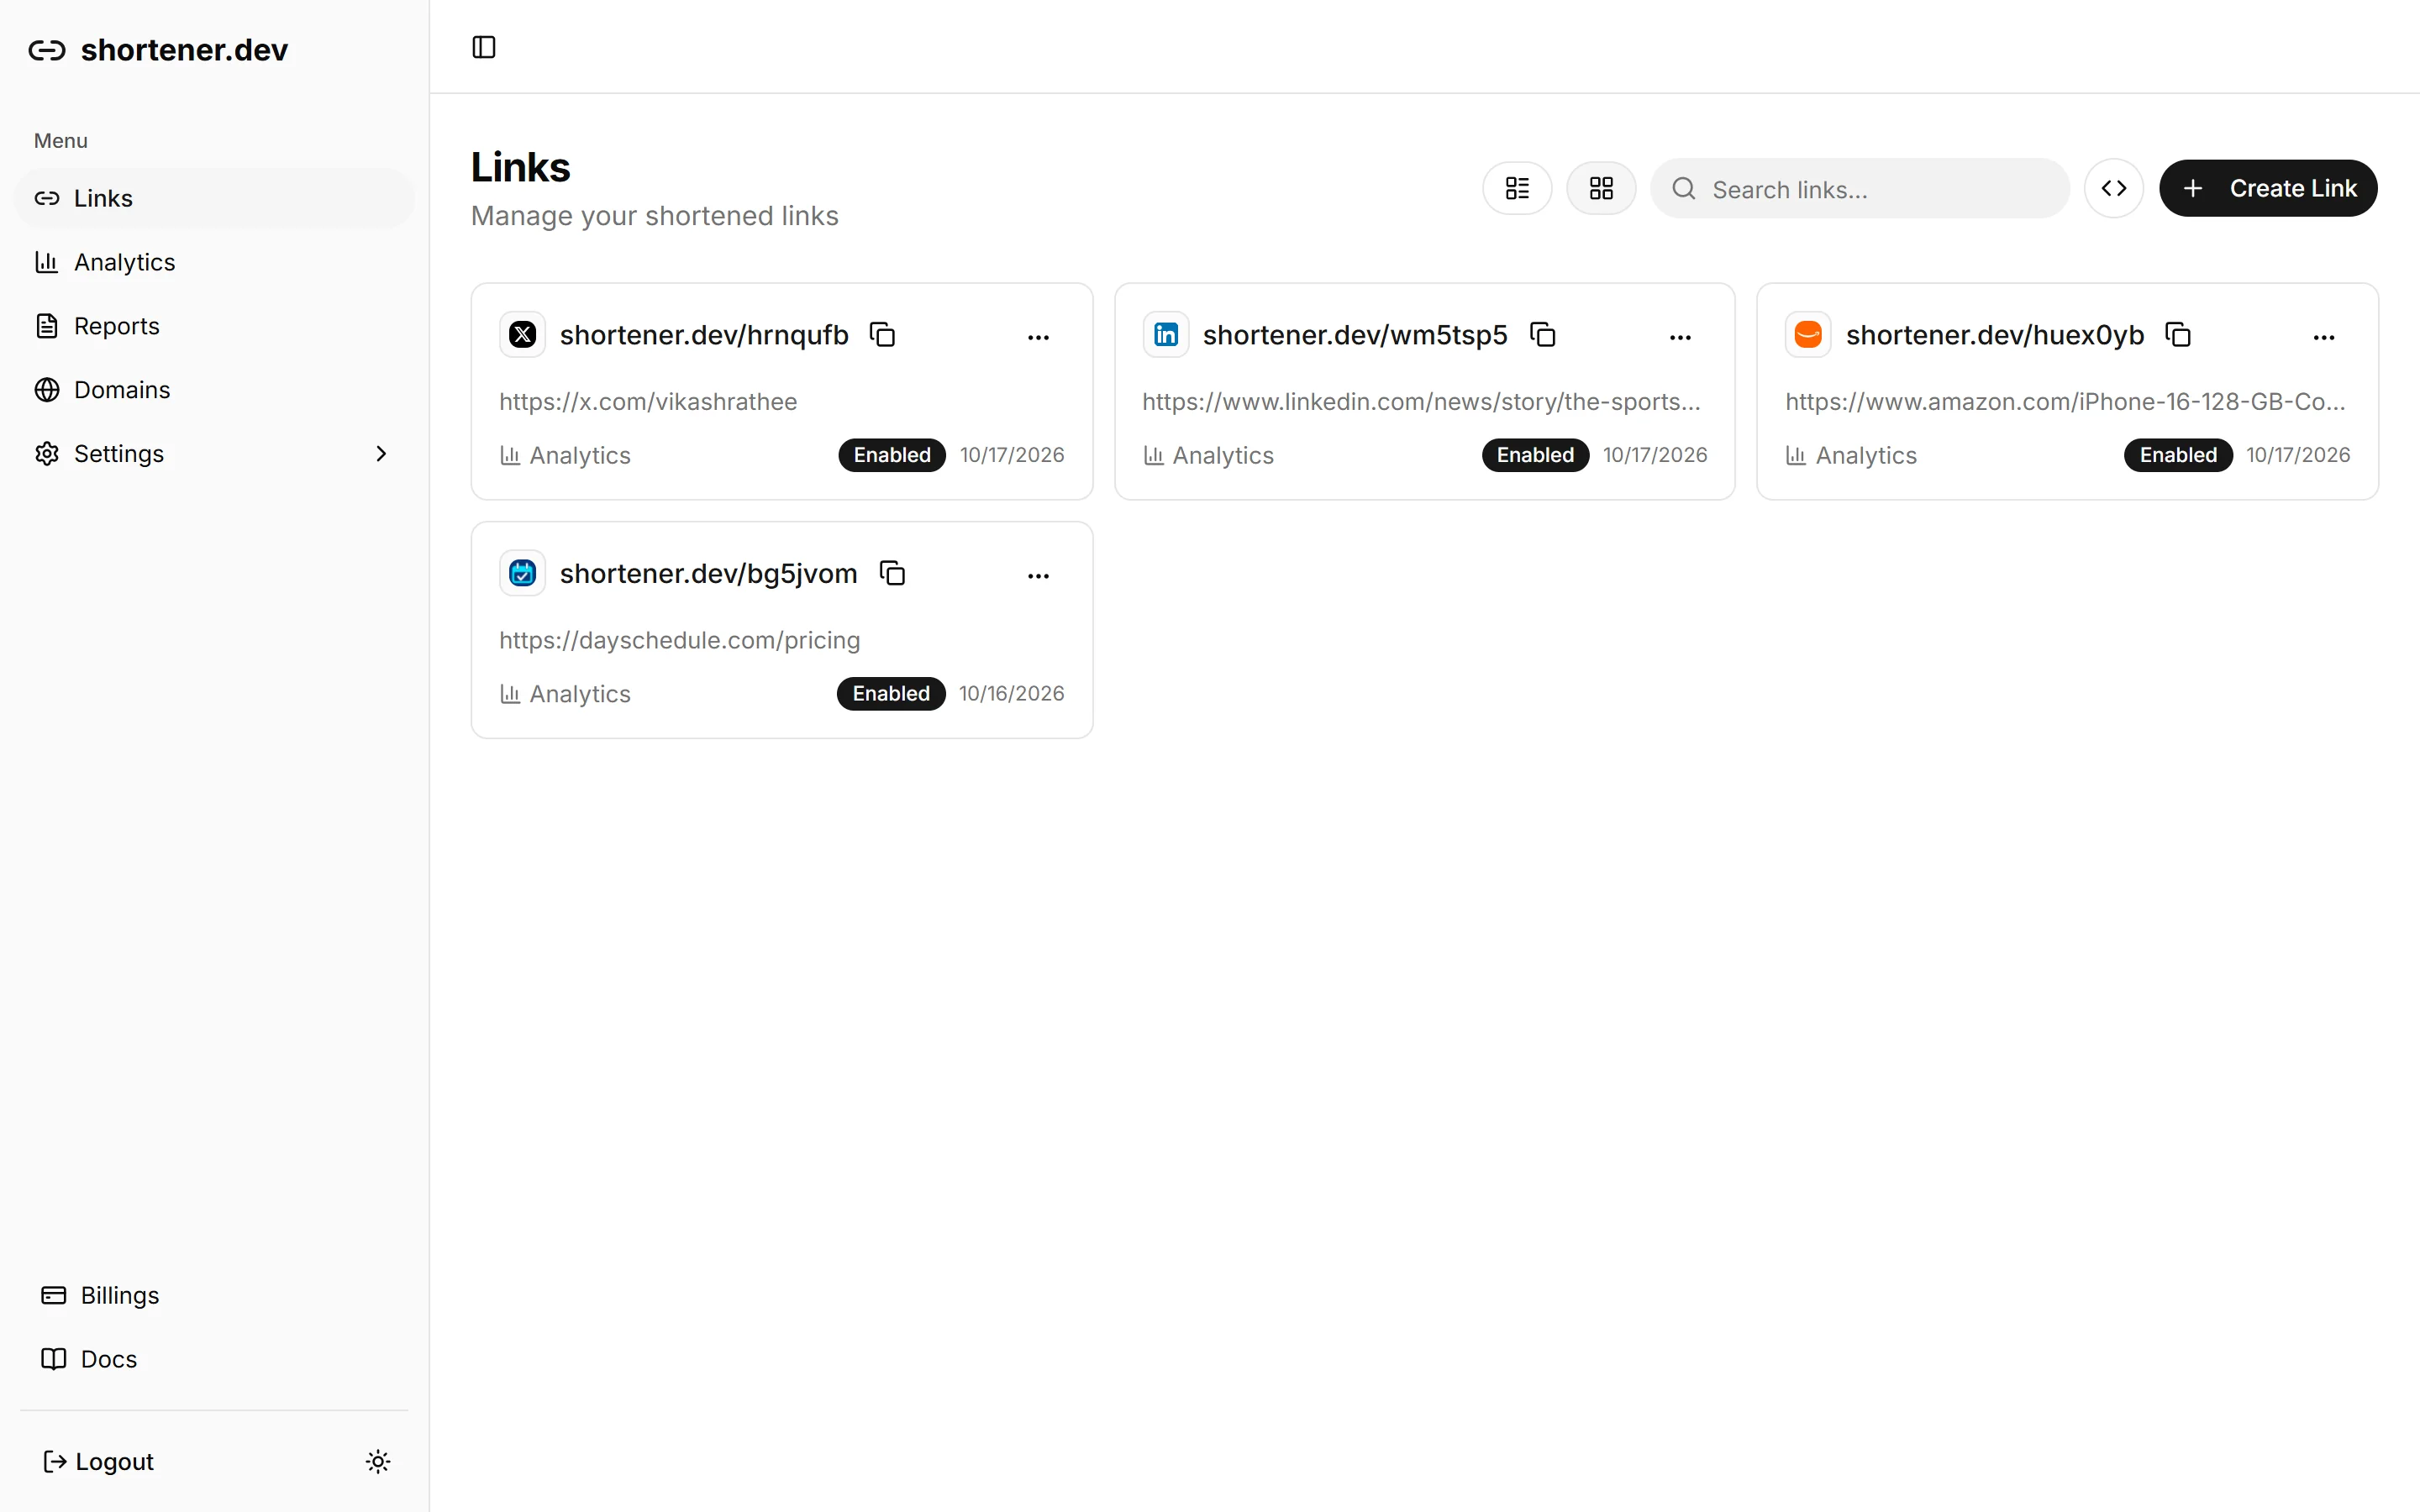 shortener.dev
Menu
Links
Analytics
Reports
Domains
Settings
Billings
Docs
Logout
Links
Manage your shortened links
Search links...
Create Link
shortener.dev/hrnqufb
https://x.com/vikashrathee
Analytics Enabled 10/17/2026
shortener.dev/wm5tsp5
https://www.linkedin.com/news/story/the-sports...
Analytics Enabled 10/17/2026
shortener.dev/huex0yb
https://www.amazon.com/iPhone-16-128-GB-Co...
Analytics Enabled 10/17/2026
shortener.dev/bg5jvom
https://dayschedule.com/pricing
Analytics Enabled 10/16/2026